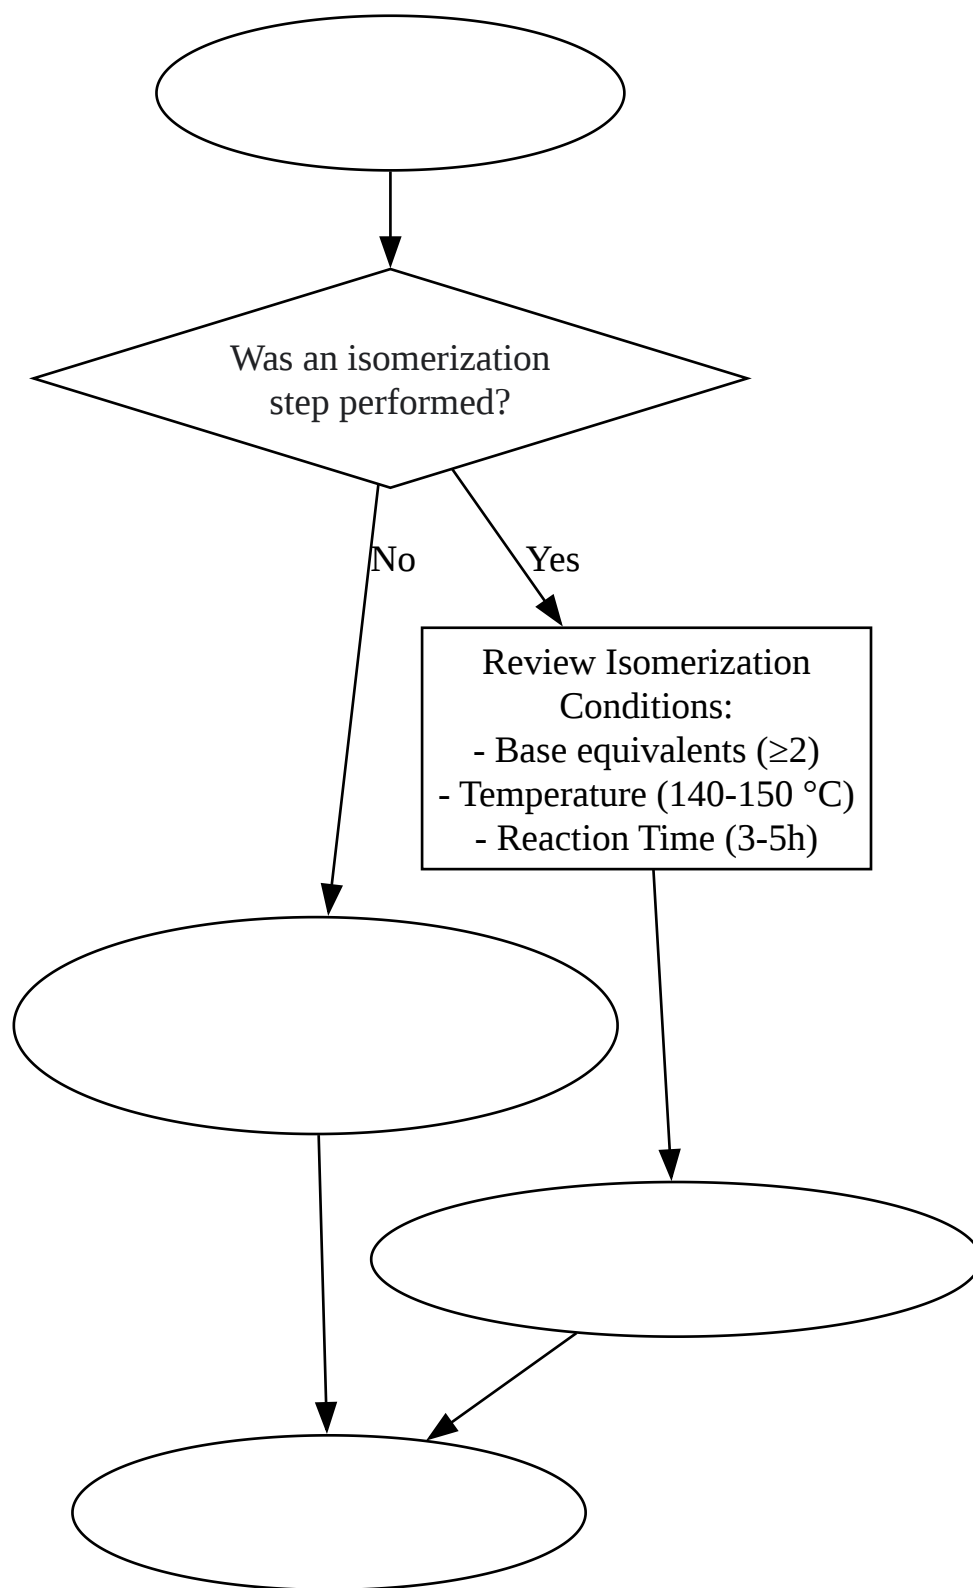 Was an isomerization
step performed?
No
Yes
Review Isomerization
Conditions:
- Base equivalents (≥2)
- Temperature (140-150 °C)
- Reaction Time (3-5h)